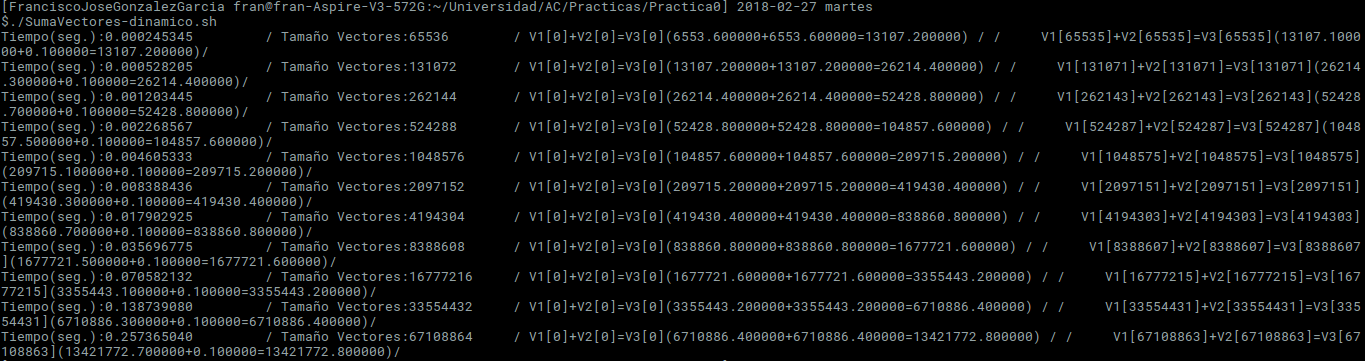 [FranciscoJoseGonzalezGarcia fran@fran-Aspire-V3-572G:~/Universidad/AC/Practicas/Practica0] 2018-02-27 martes
$./SumaVectores-dinamico.sh
Tiempo(seg.):0.000245345 / Tamaño Vectores:65536 / V1[0]+V2[0]=V3[0](6553.600000+6553.600000=13107.200000) / / V1[65535]+V2[65535]=V3[65535](13107.1000
00+0.100000=13107.200000)/
Tiempo(seg.):0.000528205 / Tamaño Vectores:131072 / V1[0]+V2[0]=V3[0](13107.200000+13107.200000=26214.400000) / / V1[131071]+V2[131071]=V3[131071](26214
.300000+0.100000=26214.400000)/
Tiempo(seg.):0.001203445 / Tamaño Vectores:262144 / V1[0]+V2[0]=V3[0](26214.400000+26214.400000=52428.800000) / / V1[262143]+V2[262143]=V3[262143](52428
.700000+0.100000=52428.800000)/
Tiempo(seg.):0.002268567 / Tamaño Vectores:524288 / V1[0]+V2[0]=V3[0](52428.800000+52428.800000=104857.600000) / / V1[524287]+V2[524287]=V3[524287](1048
57.500000+0.100000=104857.600000)/
Tiempo(seg.):0.004605333 / Tamaño Vectores:1048576 / V1[0]+V2[0]=V3[0](104857.600000+104857.600000=209715.200000) / / V1[1048575]+V2[1048575]=V3[1048575]
(209715.100000+0.100000=209715.200000)/
Tiempo(seg.):0.008388436 / Tamaño Vectores:2097152 / V1[0]+V2[0]=V3[0](209715.200000+209715.200000=419430.400000) / / V1[2097151]+V2[2097151]=V3[2097151]
(419430.300000+0.100000=419430.400000)/
Tiempo(seg.):0.017902925 / Tamaño Vectores:4194304 / V1[0]+V2[0]=V3[0](419430.400000+419430.400000=838860.800000) / / V1[4194303]+V2[4194303]=V3[4194303]
(838860.700000+0.100000=838860.800000)/
Tiempo(seg.):0.035696775 / Tamaño Vectores:8388608 / V1[0]+V2[0]=V3[0](838860.800000+838860.800000=1677721.600000) / / V1[8388607]+V2[8388607]=V3[8388607
](1677721.500000+0.100000=1677721.600000)/
Tiempo(seg.):0.070582132 / Tamaño Vectores:16777216 / V1[0]+V2[0]=V3[0](1677721.600000+1677721.600000=3355443.200000) / / V1[16777215]+V2[16777215]=V3[16
777215](3355443.100000+0.100000=3355443.200000)/
Tiempo(seg.):0.138739080 / Tamaño Vectores:33554432 / V1[0]+V2[0]=V3[0](3355443.200000+3355443.200000=6710886.400000) / / V1[33554431]+V2[33554431]=V3[335
54431](6710886.300000+0.100000=6710886.400000)/
Tiempo(seg.):0.257365040 / Tamaño Vectores:67108864 / V1[0]+V2[0]=V3[0](6710886.400000+6710886.400000=13421772.800000) / / V1[67108863]+V2[67108863]=V3[67
108863](13421772.700000+0.100000=13421772.800000)/